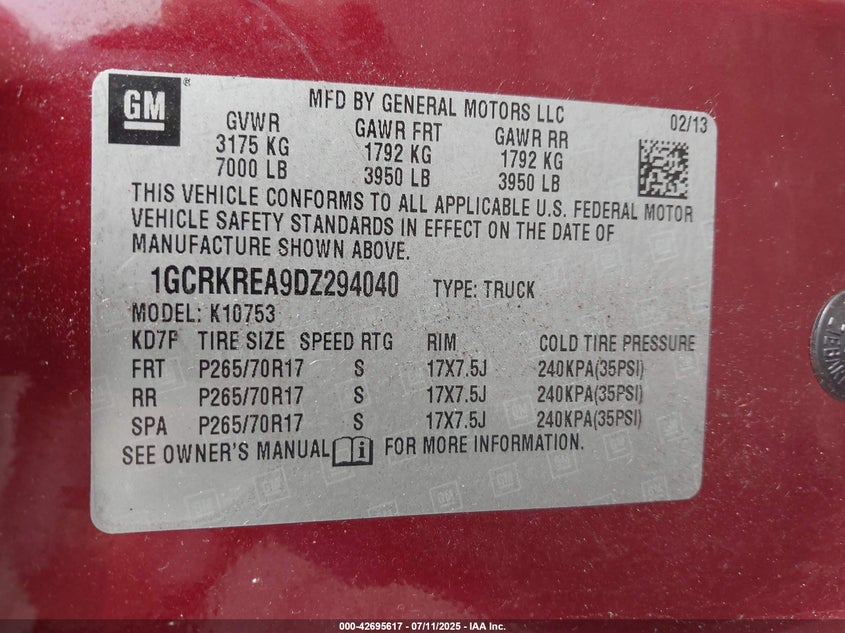 GM
®
MFD BY GENERAL MOTORS LLC
02/13
GVWR GAWR FRT GAWR RR
3175 KG 1792 KG 1792 KG
7000 LB 3950 LB 3950 LB
THIS VEHICLE CONFORMS TO ALL APPLICABLE U.S. FEDERAL MOTOR
VEHICLE SAFETY STANDARDS IN EFFECT ON THE DATE OF
MANUFACTURE SHOWN ABOVE.
1GCRKREA9DZ294040 TYPE: TRUCK
MODEL: K10753
KD7F TIRE SIZE SPEED RTG RIM COLD TIRE PRESSURE
FRT P265/70R17 S 17X7.5J 240KPA(35PSI)
RR P265/70R17 S 17X7.5J 240KPA(35PSI)
SPA P265/70R17 S 17X7.5J 240KPA(35PSI)
SEE OWNER'S MANUAL FOR MORE INFORMATION.
000-42695617 - 07/11/2025 - IAA Inc.